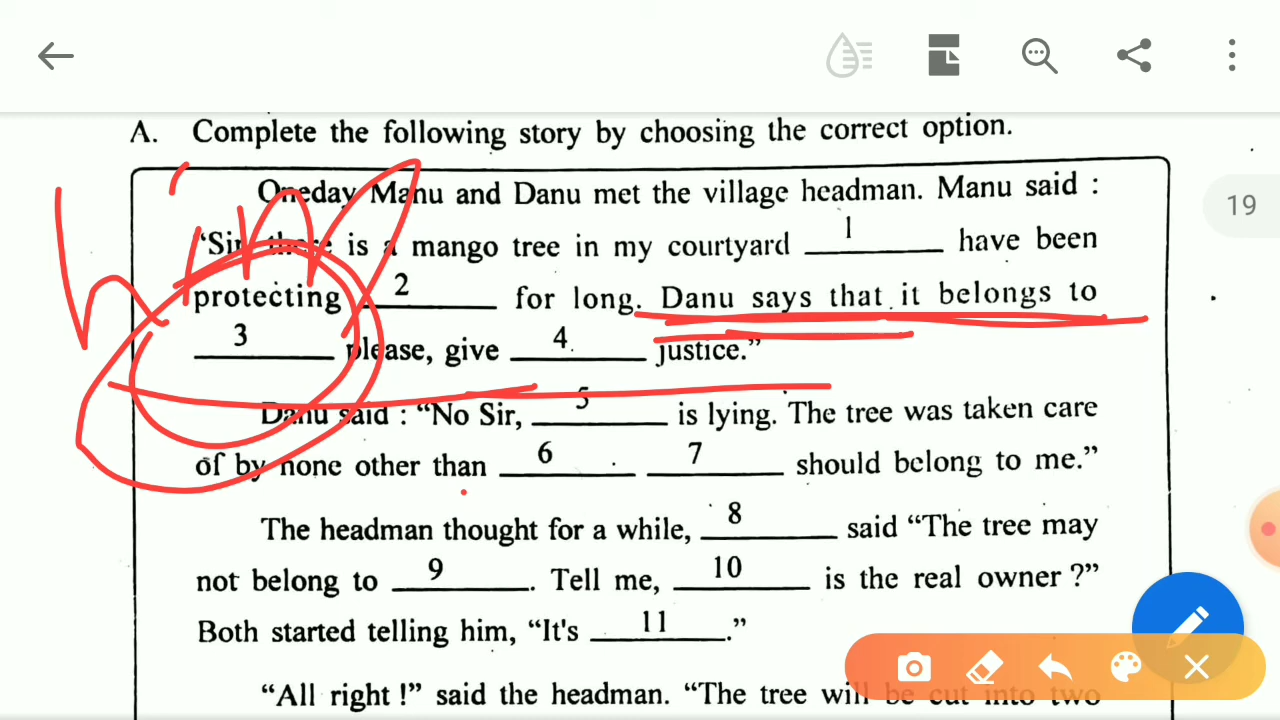 19
A. Complete the following story by choosing the correct option.
Oneday Manu and Danu met the village headman. Manu said :
"Sir there is a mango tree in my courtyard 1 have been
protecting 2 for long. Danu says that it belongs to
3 please, give 4 justice."
Danu said : "No Sir, 5 is lying. The tree was taken care
of by none other than 6 7 should belong to me."
The headman thought for a while, 8 said "The tree may
not belong to 9. Tell me, 10 is the real owner ?"
Both started telling him, "It's 11."
"All right !" said the headman. "The tree will be cut into two
him